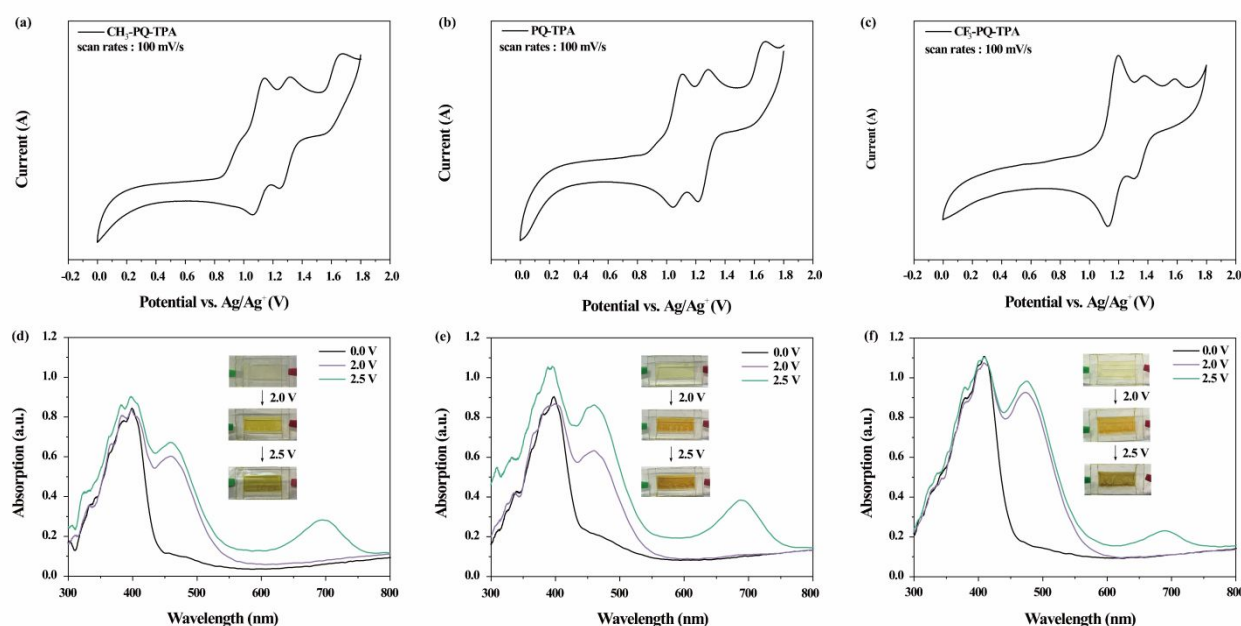 (a)
CH₃-PQ-TPA
scan rates : 100 mV/s
Current (A)
-0.2 0.0 0.2 0.4 0.6 0.8 1.0 1.2 1.4 1.6 1.8 2.0
Potential vs. Ag/Ag⁺ (V)
(b)
PQ-TPA
scan rates : 100 mV/s
Current (A)
0.0 0.2 0.4 0.6 0.8 1.0 1.2 1.4 1.6 1.8 2.0
Potential vs. Ag/Ag⁺ (V)
(c)
CF₃-PQ-TPA
scan rates : 100 mV/s
Current (A)
-0.2 0.0 0.2 0.4 0.6 0.8 1.0 1.2 1.4 1.6 1.8 2.0
Potential vs. Ag/Ag⁺ (V)
(d)
0.0 V
2.0 V
2.5 V
2.0 V
2.5 V
Absorption (a.u.)
1.2
1.0
0.8
0.6
0.4
0.2
0.0
300 400 500 600 700 800
Wavelength (nm)
(e)
0.0 V
2.0 V
2.5 V
2.0 V
2.5 V
Absorption (a.u.)
1.2
1.0
0.8
0.6
0.4
0.2
0.0
300 400 500 600 700 800
Wavelength (nm)
(f)
0.0 V
2.0 V
2.5 V
2.0 V
2.5 V
Absorption (a.u.)
1.2
1.0
0.8
0.6
0.4
0.2
0.0
300 400 500 600 700 800
Wavelength (nm)